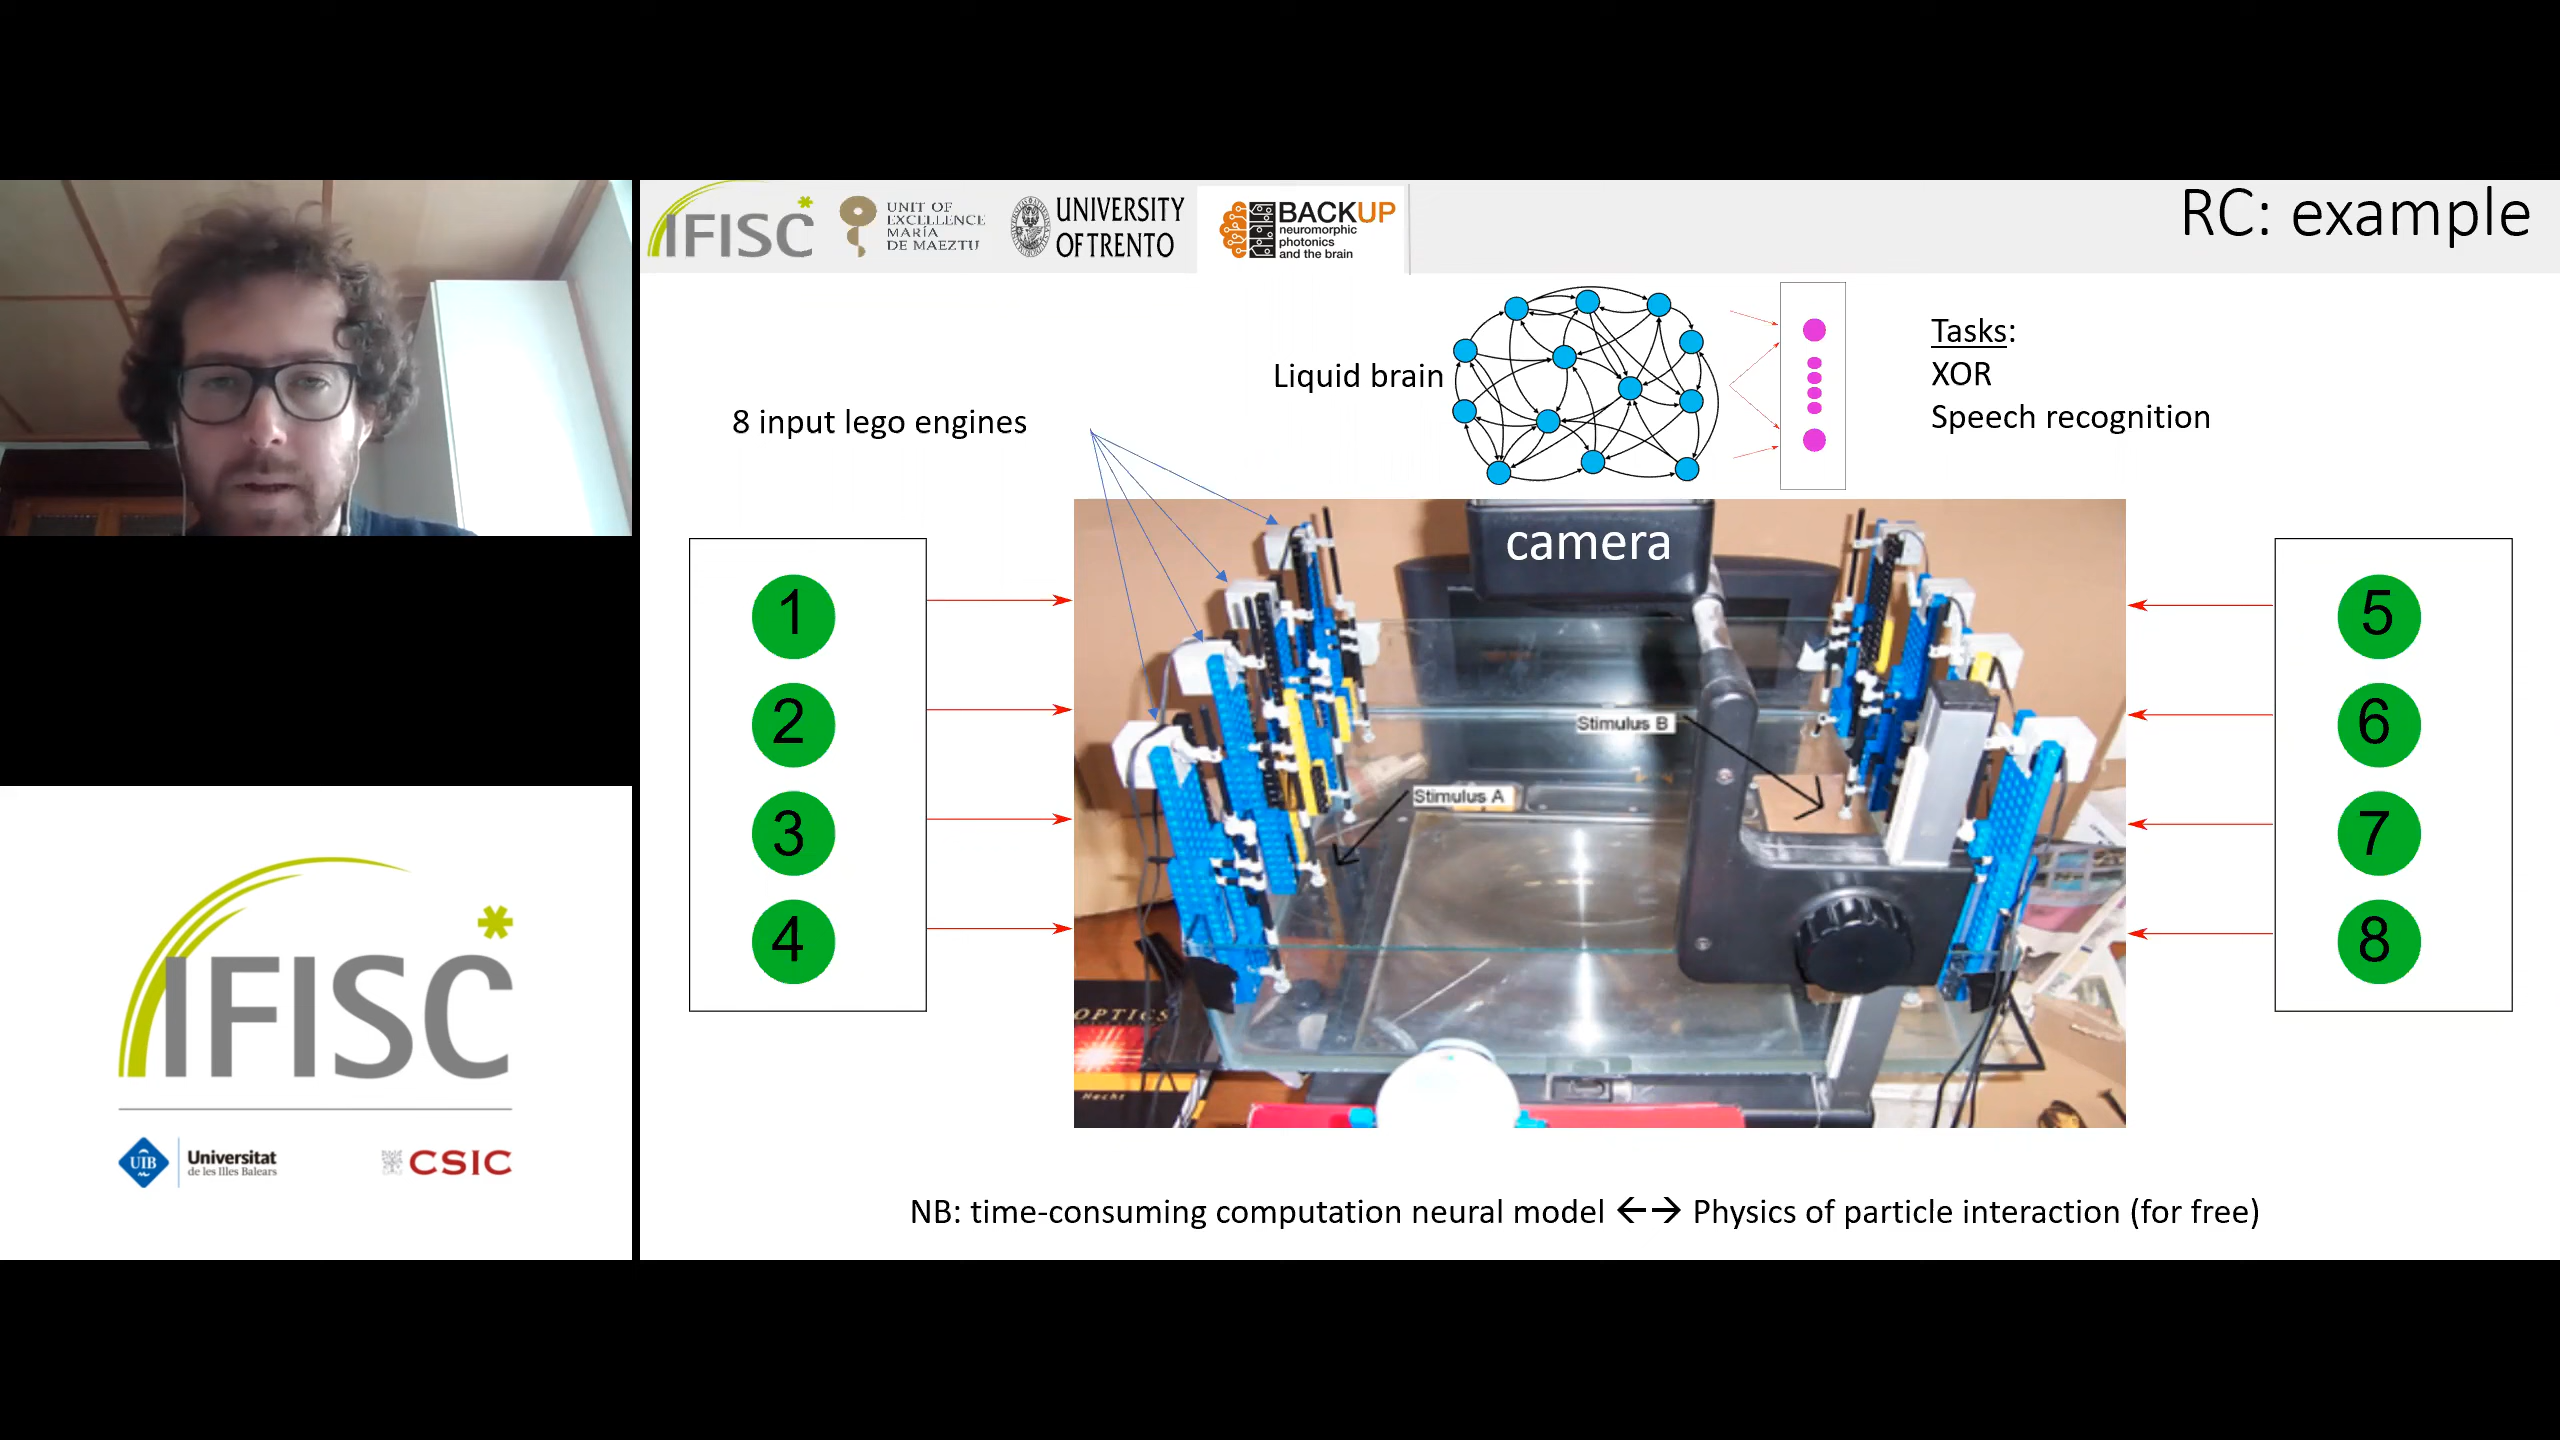 IFISC
UNIT OF
EXCELLENCE
MARÍA
DE MAEZTU
UNIVERSITY
OF TRENTO
BACKUP
neuromorphic
photonics
and the brain
RC: example
Liquid brain
Tasks:
XOR
Speech recognition
8 input lego engines
camera
1
2
3
4
5
6
7
8
Stimulus B
Stimulus A
OPTICS
Hecht
NB: time-consuming computation neural model ←→ Physics of particle interaction (for free)
IFISC
UIB
Universitat
de les Illes Balears
CSIC